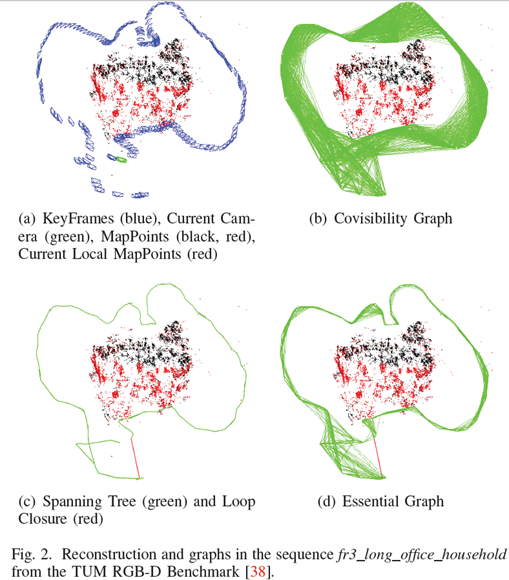 (a) KeyFrames (blue), Current Cam-
era (green), MapPoints (black, red),
Current Local MapPoints (red)
(b) Covisibility Graph
(c) Spanning Tree (green) and Loop
Closure (red)
(d) Essential Graph
Fig. 2. Reconstruction and graphs in the sequence fr3_long_office_household
from the TUM RGB-D Benchmark [38].